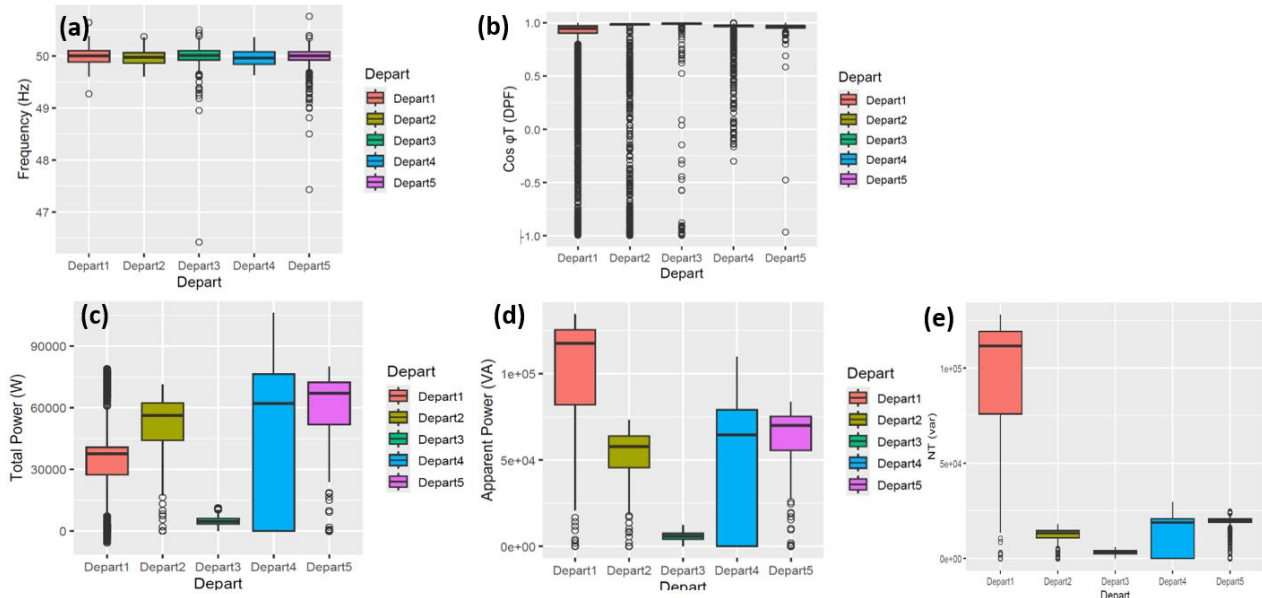 (a)
Frequency (Hz)
50
49
48
47
Depart1 Depart2 Depart3 Depart4 Depart5
Depart
Depart
Depart1
Depart2
Depart3
Depart4
Depart5
(b)
Cos φT (DPF)
1.0
0.5
0.0
-0.5
-1.0
Depart1 Depart2 Depart3 Depart4 Depart5
Depart
Depart
Depart1
Depart2
Depart3
Depart4
Depart5
(c)
Total Power (W)
90000
60000
30000
0
Depart1 Depart2 Depart3 Depart4 Depart5
Depart
Depart
Depart1
Depart2
Depart3
Depart4
Depart5
(d)
Apparent Power (VA)
1e+05
5e+04
0e+00
Depart1 Depart2 Depart3 Depart4 Depart5
Depart
Depart
Depart1
Depart2
Depart3
Depart4
Depart5
(e)
NT (var)
1e+05
5e+04
0e+00
Depart1 Depart2 Depart3 Depart4 Depart5
Depart